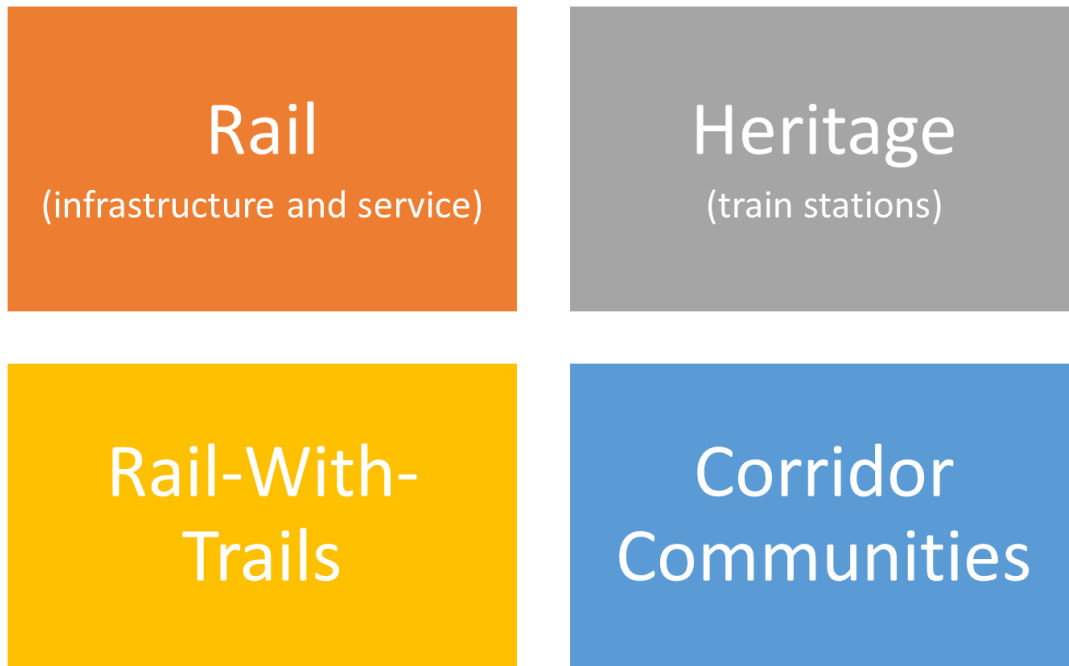 Rail
(infrastructure and service)
Heritage
(train stations)
Rail-With-
Trails
Corridor
Communities